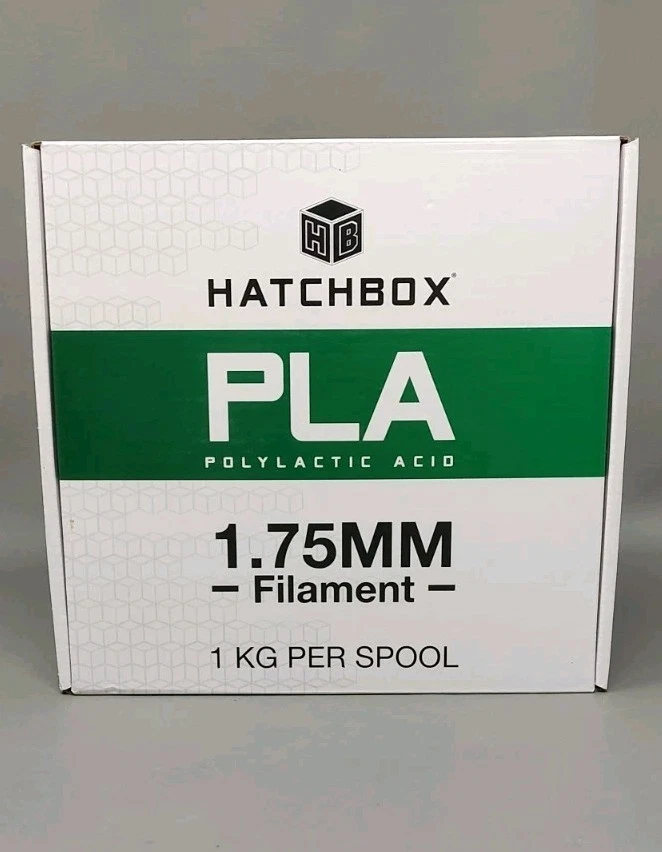 HB
HATCHBOX®
PLA
POLYLACTIC ACID
1.75MM
– Filament –
1 KG PER SPOOL